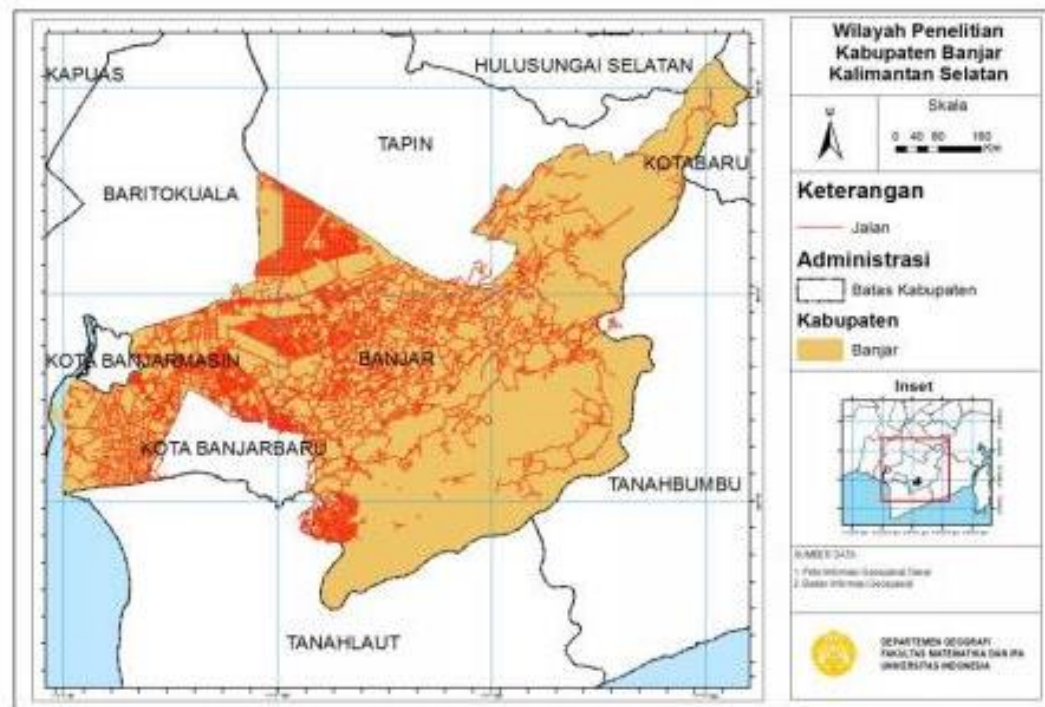 KAPUAS
HULUSUNGAI SELATAN
TAPIN
KOTABARU
BARITOKUALA
KOTA BANJARMASIN
BANJAR
KOTA BANJARBARU
TANAHBUMBU
TANAHLAUT
Wilayah Penelitian
Kabupaten Banjar
Kalimantan Selatan
Skala
0 40 80 160
Km
Keterangan
Jalan
Administrasi
Batas Kabupaten
Kabupaten
Banjar
Inset
SUMBER DATA
DEPARTEMEN GEOGRAFI
FAKULTAS MATEMATIKA DAN IPA
UNIVERSITAS INDONESIA